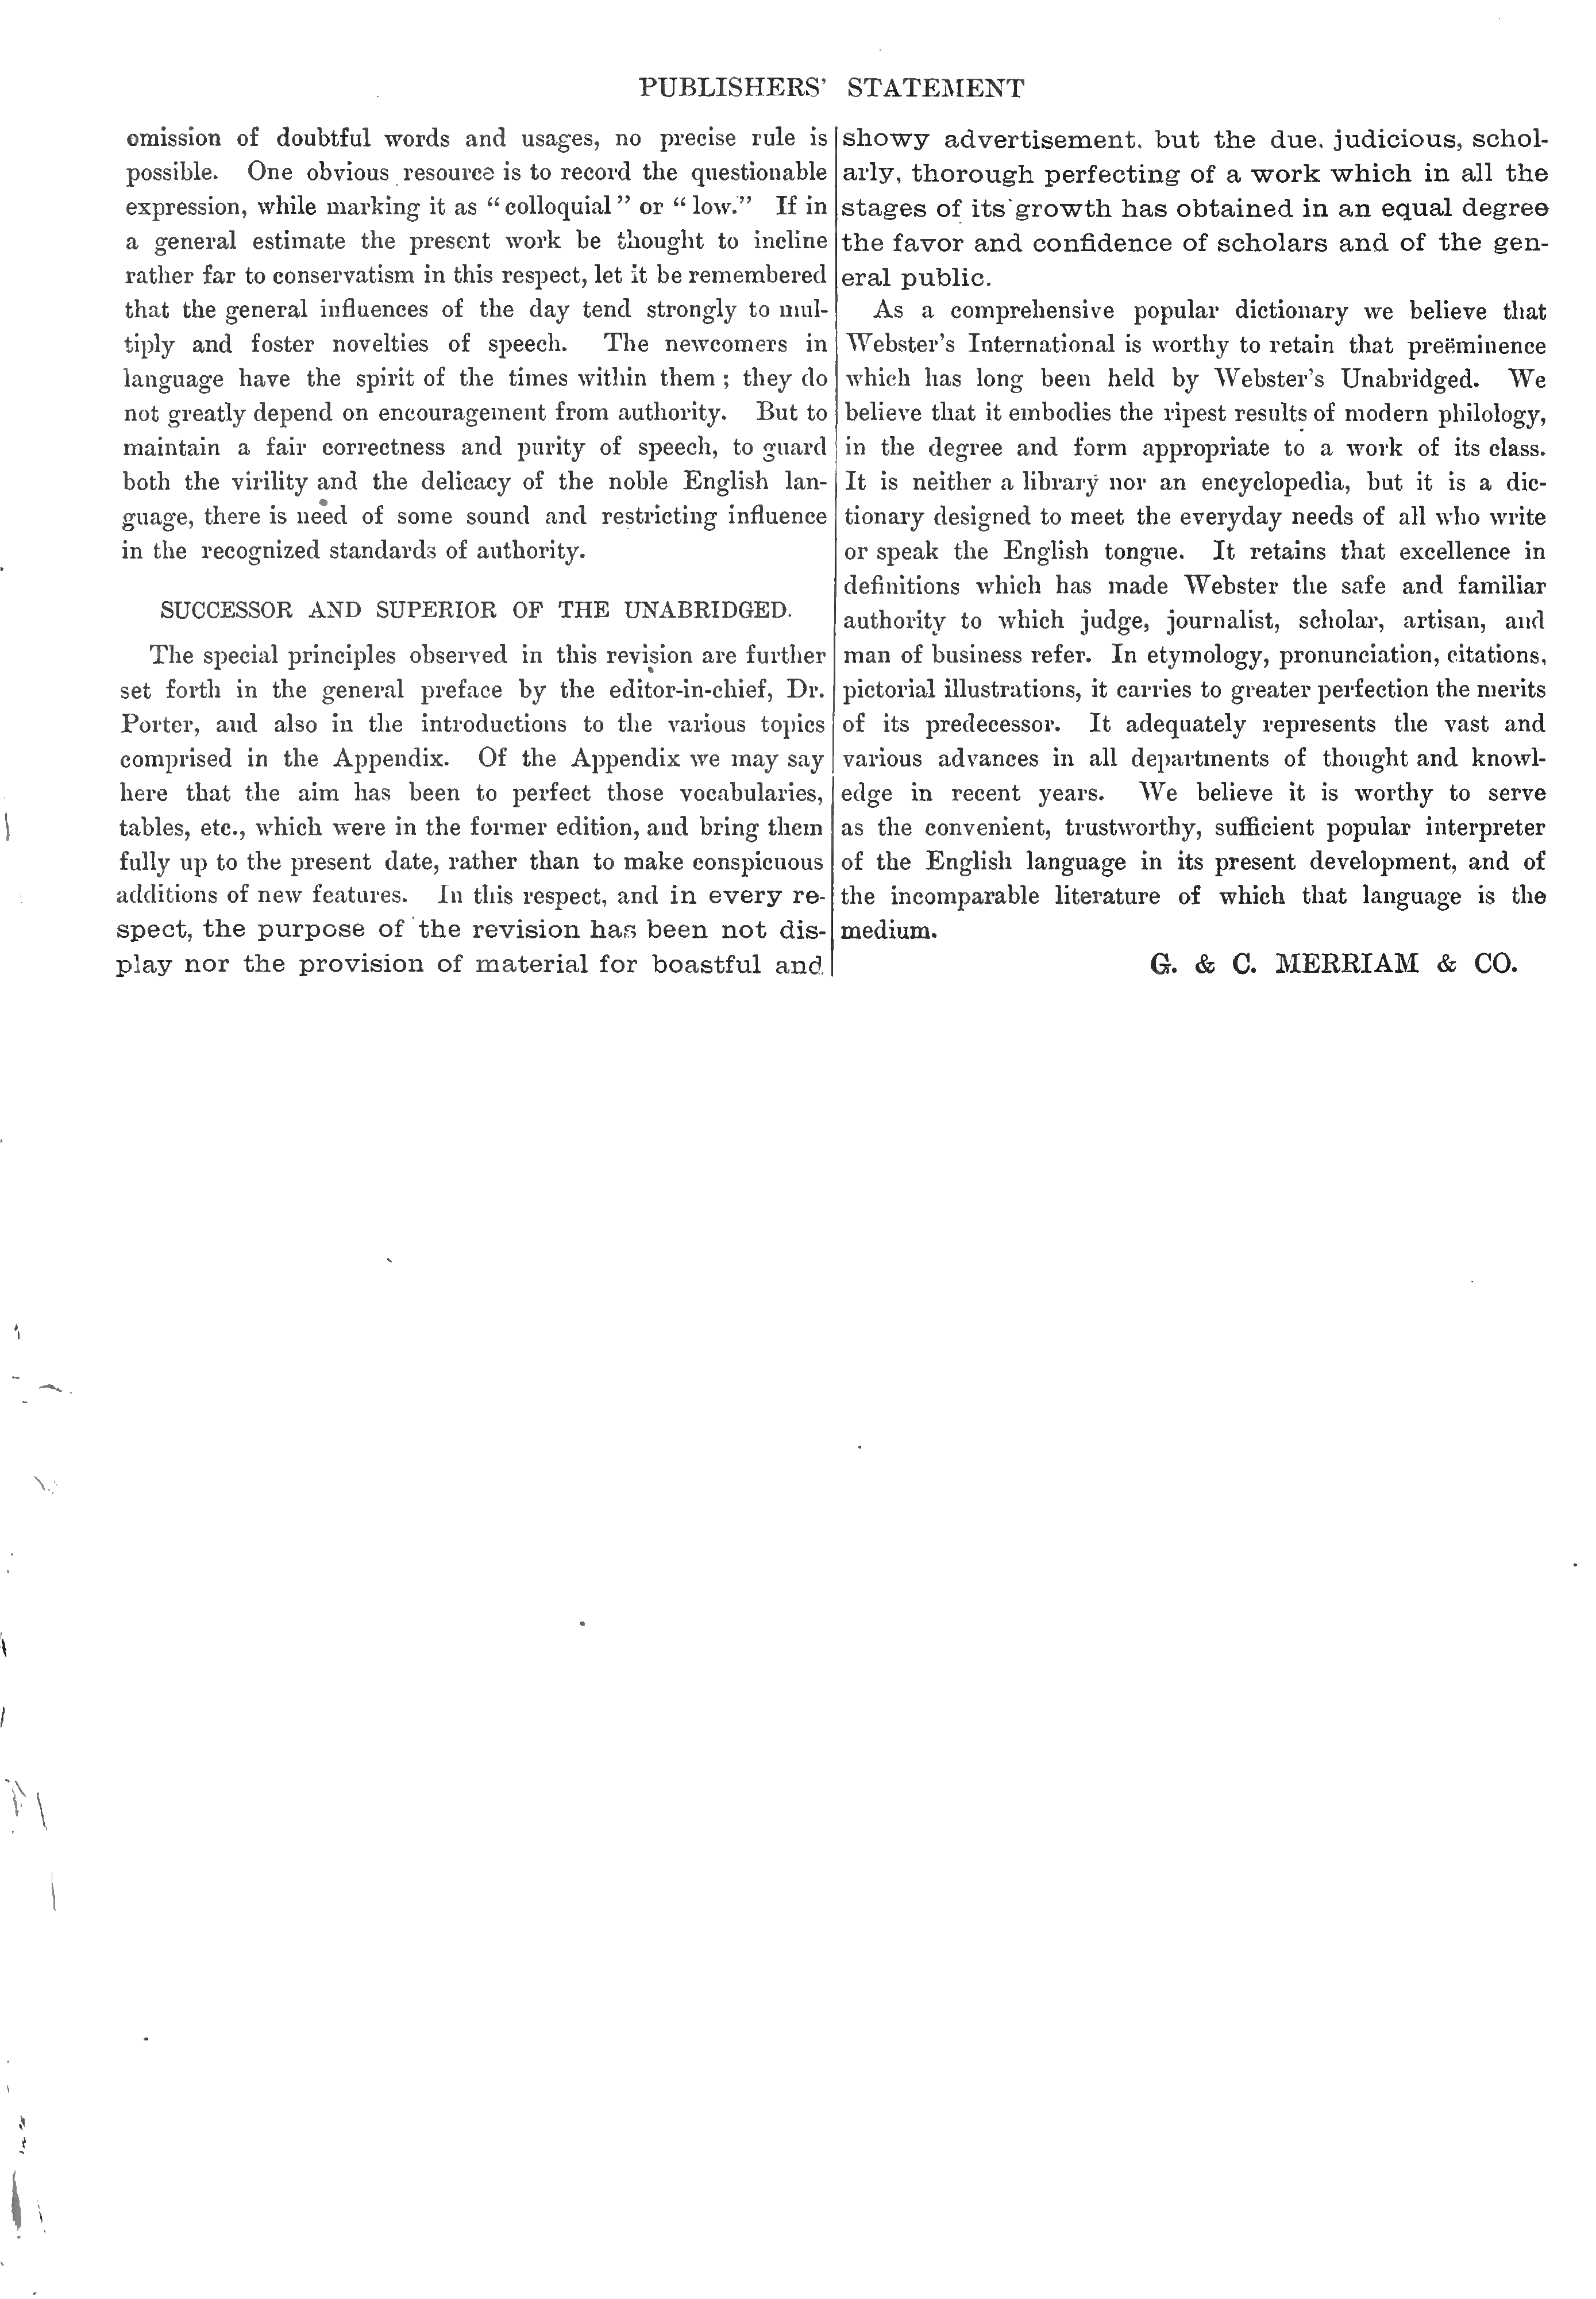 PUBLISHERS' STATEMENT
omission of doubtful words and usages, no precise rule is
possible. One obvious resource is to record the questionable
expression, while marking it as “colloquial” or “low.” If in
a general estimate the present work be thought to incline
rather far to conservatism in this respect, let it be remembered
that the general influences of the day tend strongly to mul-
tiply and foster novelties of speech. The newcomers in
language have the spirit of the times within them; they do
not greatly depend on encouragement from authority. But to
maintain a fair correctness and purity of speech, to guard
both the virility and the delicacy of the noble English lan-
guage, there is need of some sound and restricting influence
in the recognized standards of authority.
SUCCESSOR AND SUPERIOR OF THE UNABRIDGED.
The special principles observed in this revision are further
set forth in the general preface by the editor-in-chief, Dr.
Porter, and also in the introductions to the various topics
comprised in the Appendix. Of the Appendix we may say
here that the aim has been to perfect those vocabularies,
tables, etc., which were in the former edition, and bring them
fully up to the present date, rather than to make conspicuous
additions of new features. In this respect, and in every re-
spect, the purpose of the revision has been not dis-
play nor the provision of material for boastful and
showy advertisement. but the due. judicious, schol-
arly, thorough perfecting of a work which in all the
stages of its growth has obtained in an equal degree
the favor and confidence of scholars and of the gen-
eral public.
As a comprehensive popular dictionary we believe that
Webster's International is worthy to retain that preëminence
which has long been held by Webster's Unabridged. We
believe that it embodies the ripest results of modern philology,
in the degree and form appropriate to a work of its class.
It is neither a library nor an encyclopedia, but it is a dic-
tionary designed to meet the everyday needs of all who write
or speak the English tongue. It retains that excellence in
definitions which has made Webster the safe and familiar
authority to which judge, journalist, scholar, artisan, and
man of business refer. In etymology, pronunciation, citations,
pictorial illustrations, it carries to greater perfection the merits
of its predecessor. It adequately represents the vast and
various advances in all departments of thought and knowl-
edge in recent years. We believe it is worthy to serve
as the convenient, trustworthy, sufficient popular interpreter
of the English language in its present development, and of
the incomparable literature of which that language is the
medium.
G. & C. MERRIAM & CO.